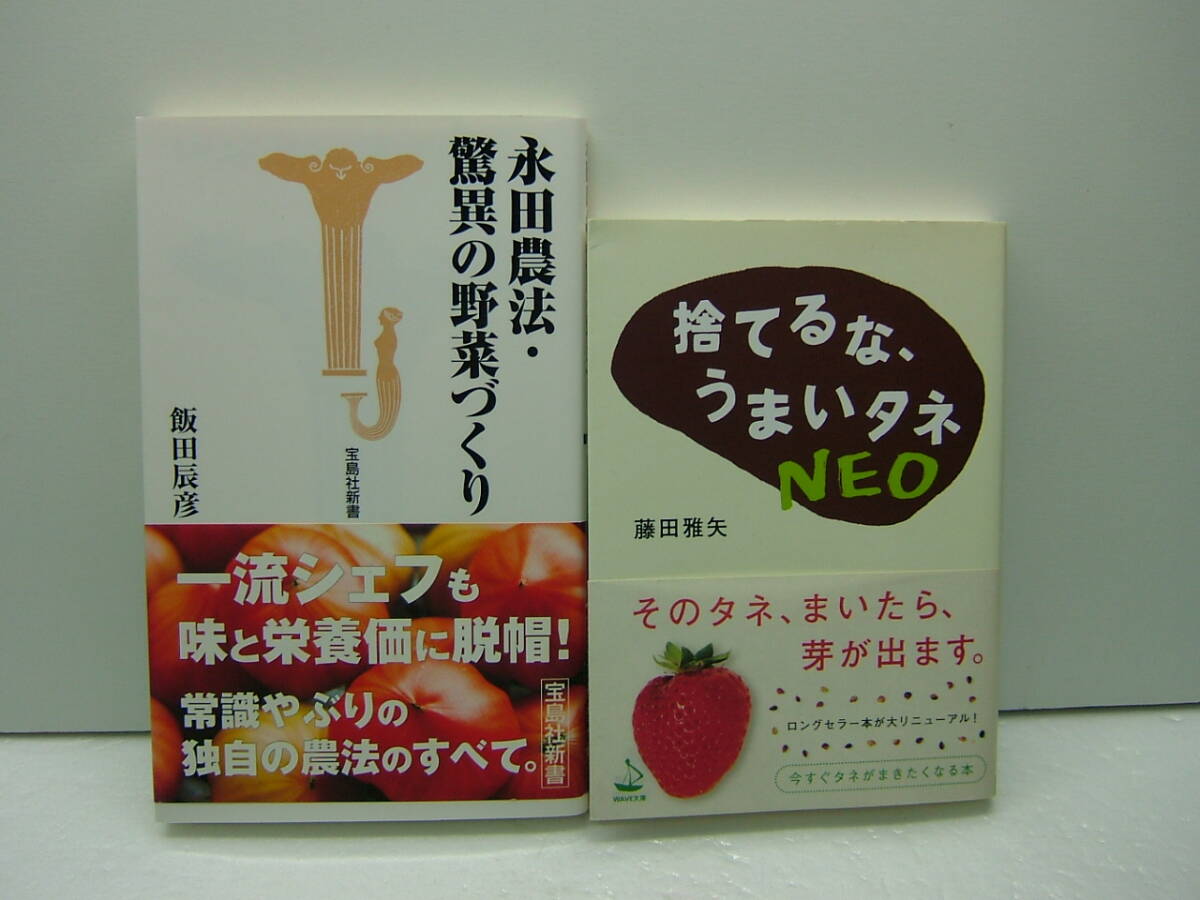 永田農法・
驚異の野菜づくり
飯田辰彦
宝島社新書
一流シェフも
味と栄養価に脱帽!
常識やぶりの
独自の農法のすべて。
宝島社新書
捨てるな、
うまいタネ
NEO
藤田雅矢
そのタネ、まいたら、
芽が出ます。
ロングセラー本が大リニューアル!
今すぐタネがまきたくなる本
WAVE文庫